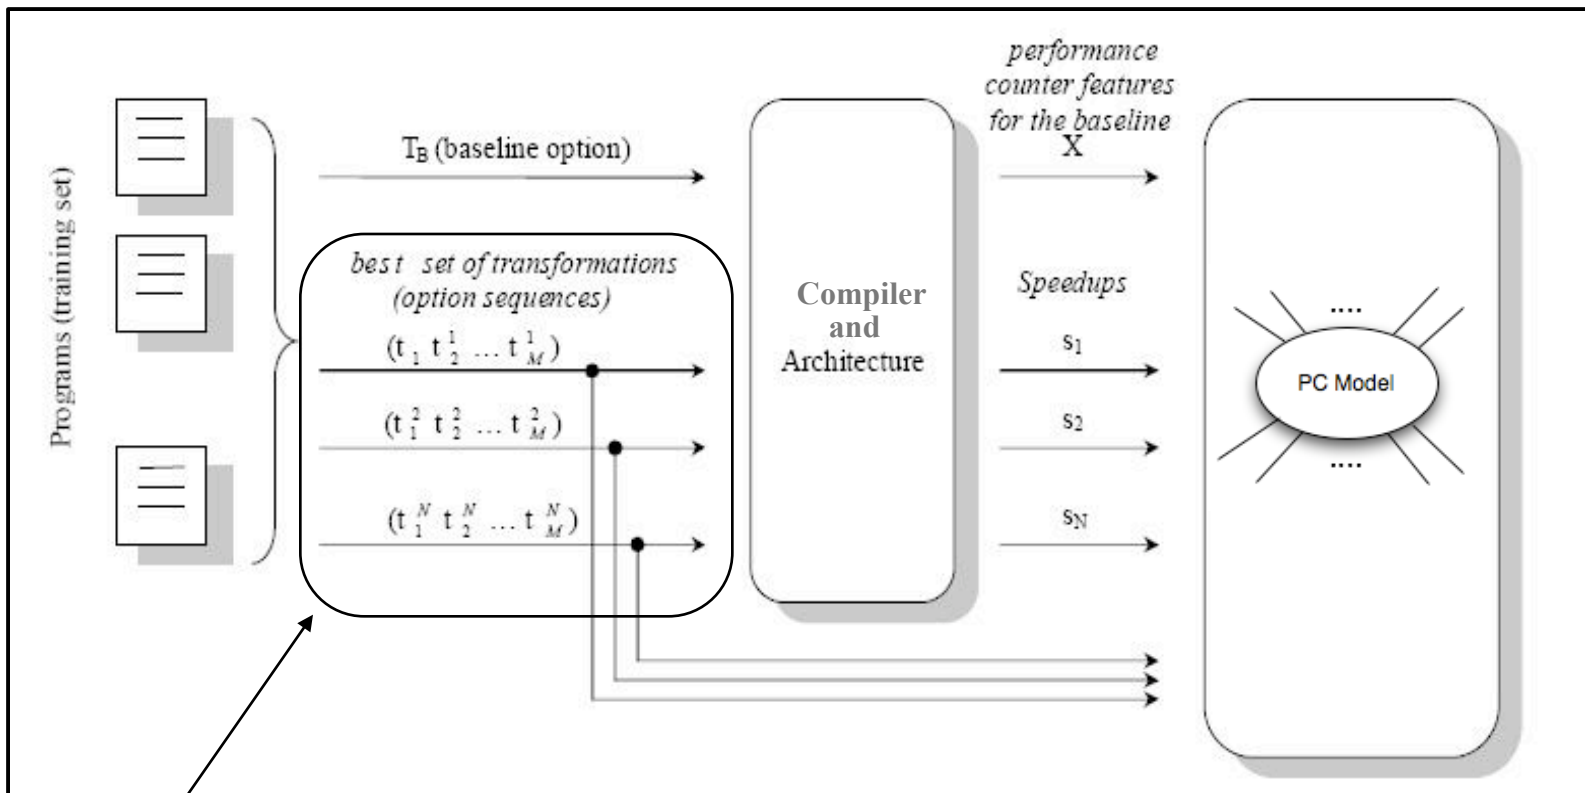 Programs (training set)
T_B (baseline option)
best set of transformations
(option sequences)
(t_1 t_2^1 ... t_M^1)
(t_1^2 t_2^2 ... t_M^2)
(t_1^N t_2^N ... t_M^N)
Compiler
and
Architecture
performance
counter features
for the baseline
X
Speedups
s_1
s_2
s_N
....
PC Model
....